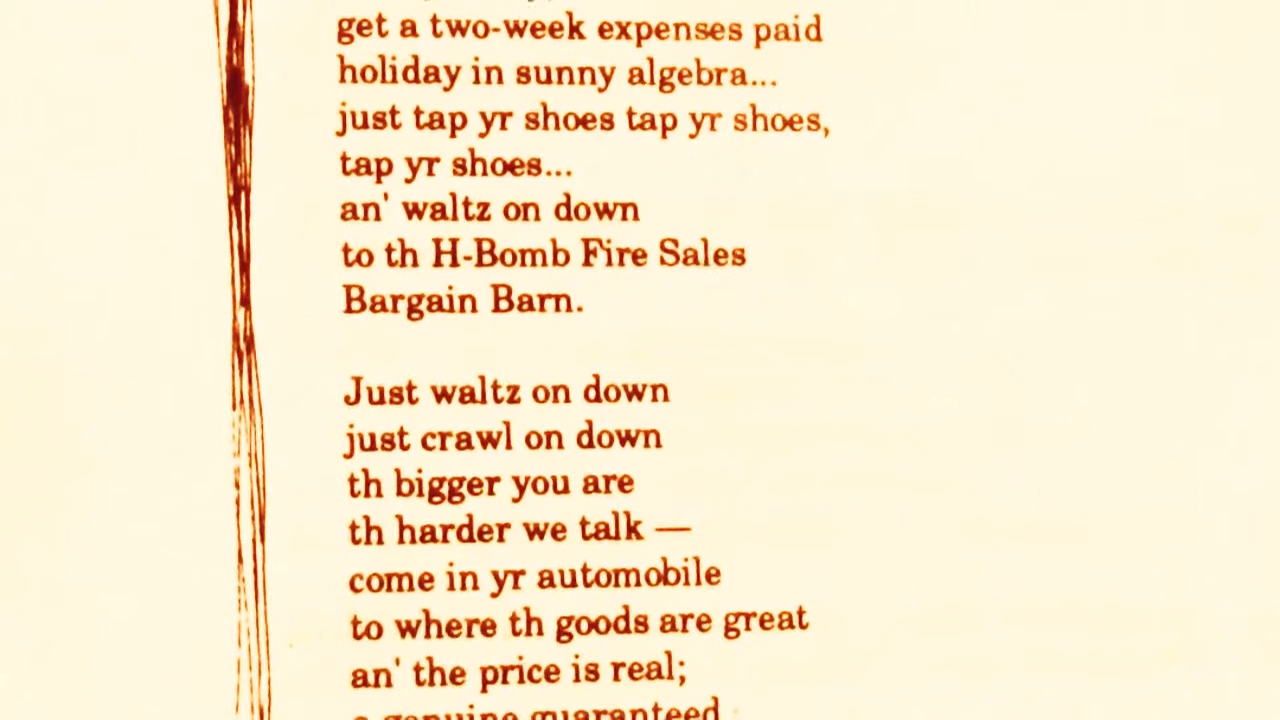 get a two-week expenses paid
holiday in sunny algebra...
just tap yr shoes tap yr shoes,
tap yr shoes...
an' waltz on down
to th H-Bomb Fire Sales
Bargain Barn.

Just waltz on down
just crawl on down
th bigger you are
th harder we talk —
come in yr automobile
to where th goods are great
an' the price is real;
a genuine guaranteed